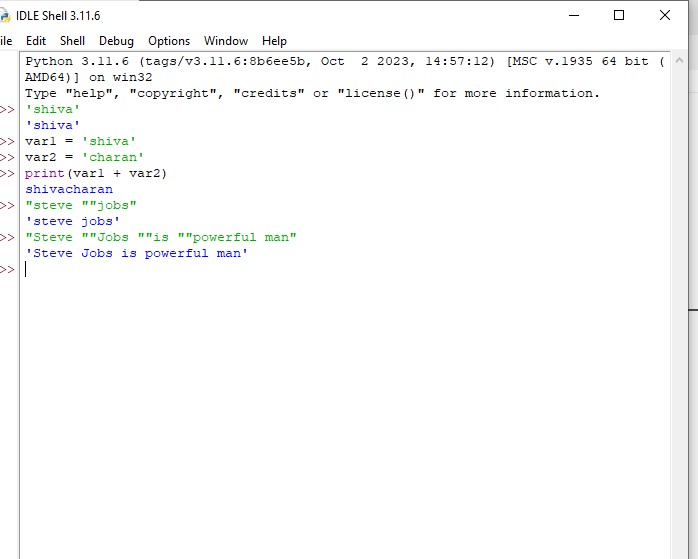 IDLE Shell 3.11.6
ile Edit Shell Debug Options Window Help
Python 3.11.6 (tags/v3.11.6:8b6ee5b, Oct  2 2023, 14:57:12) [MSC v.1935 64 bit (
AMD64)] on win32
Type "help", "copyright", "credits" or "license()" for more information.
>> 'shiva'
'shiva'
>> var1 = 'shiva'
>> var2 = 'charan'
>> print(var1 + var2)
shivacharan
>> "steve ""jobs"
'steve jobs'
>> "Steve ""Jobs ""is ""powerful man"
'Steve Jobs is powerful man'
>>